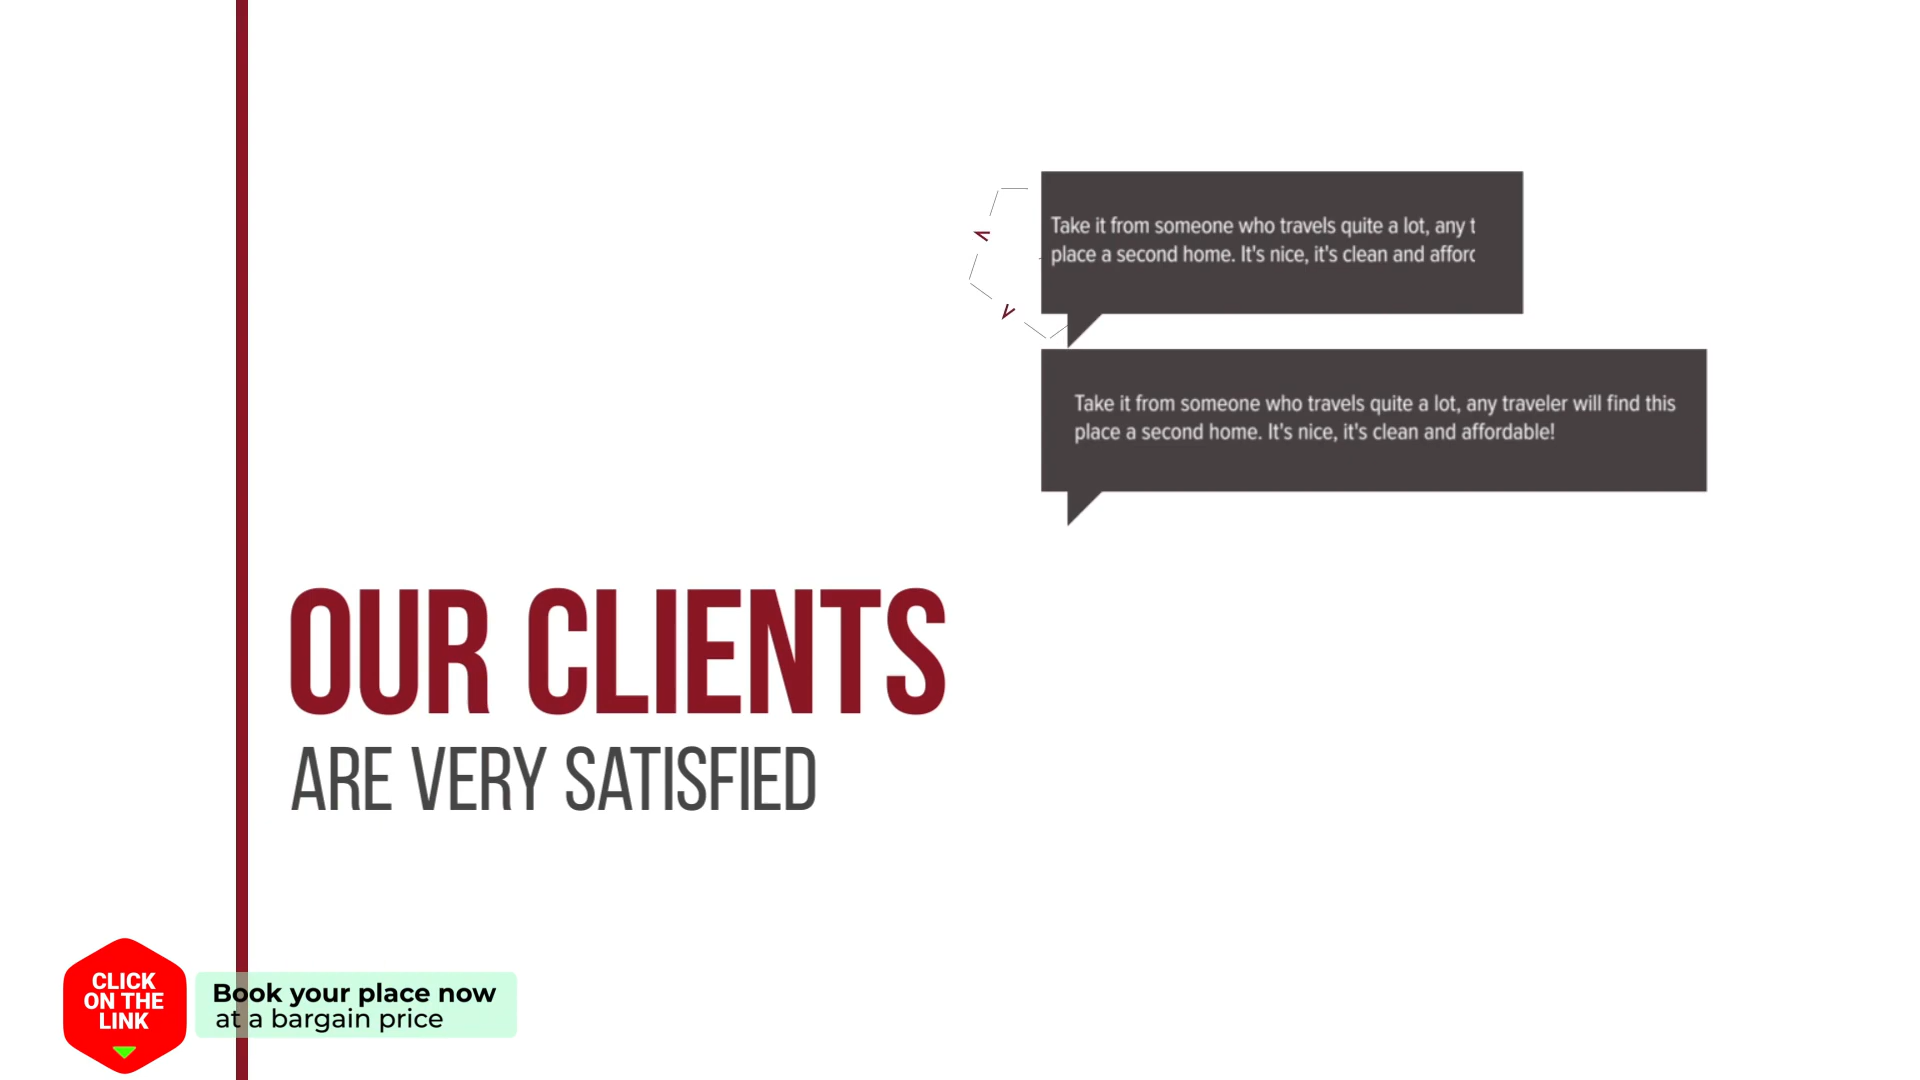 Take it from someone who travels quite a lot, any
place a second home. It's nice, it's clean and
Take it from someone who travels quite a lot, any traveler will find this
place a second home. It's nice, it's clean and affordable!
OUR CLIENTS
ARE VERY SATISFIED
CLICK
ON THE
LINK
Book your place now
at a bargain price